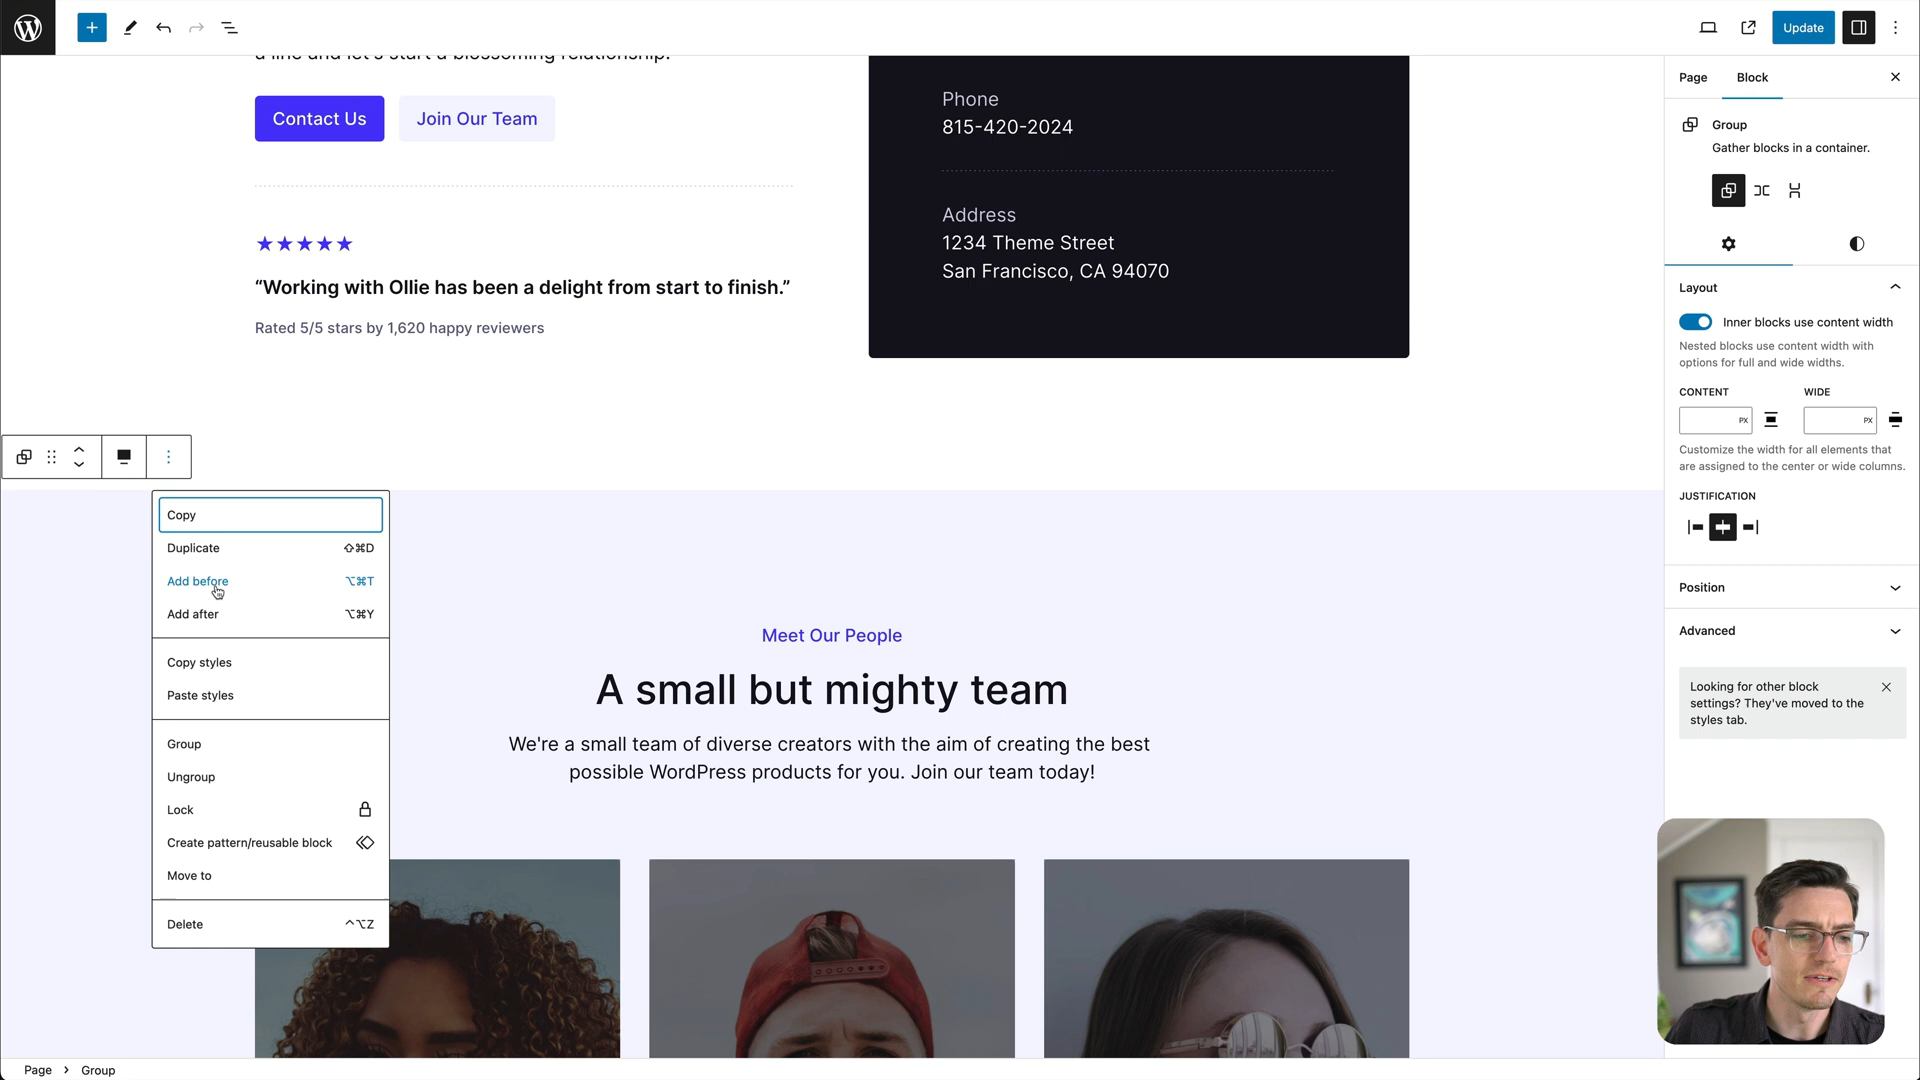 Update
a line and let's start a blossoming relationship.
Contact Us
Join Our Team
★★★★★
“Working with Ollie has been a delight from start to finish.”
Rated 5/5 stars by 1,620 happy reviewers
Phone
815-420-2024
Address
1234 Theme Street
San Francisco, CA 94070
Copy
Duplicate ⇧⌘D
Add before ⌥⌘T
Add after ⌥⌘Y
Copy styles
Paste styles
Group
Ungroup
Lock
Create pattern/reusable block
Move to
Delete ^⌥Z
Meet Our People
A small but mighty team
We're a small team of diverse creators with the aim of creating the best
possible WordPress products for you. Join our team today!
Page Block
Group
Gather blocks in a container.
Layout
Inner blocks use content width
Nested blocks use content width with
options for full and wide widths.
CONTENT WIDE
PX PX
Customize the width for all elements that
are assigned to the center or wide columns.
JUSTIFICATION
Position
Advanced
Looking for other block
settings? They've moved to the
styles tab.
Page > Group